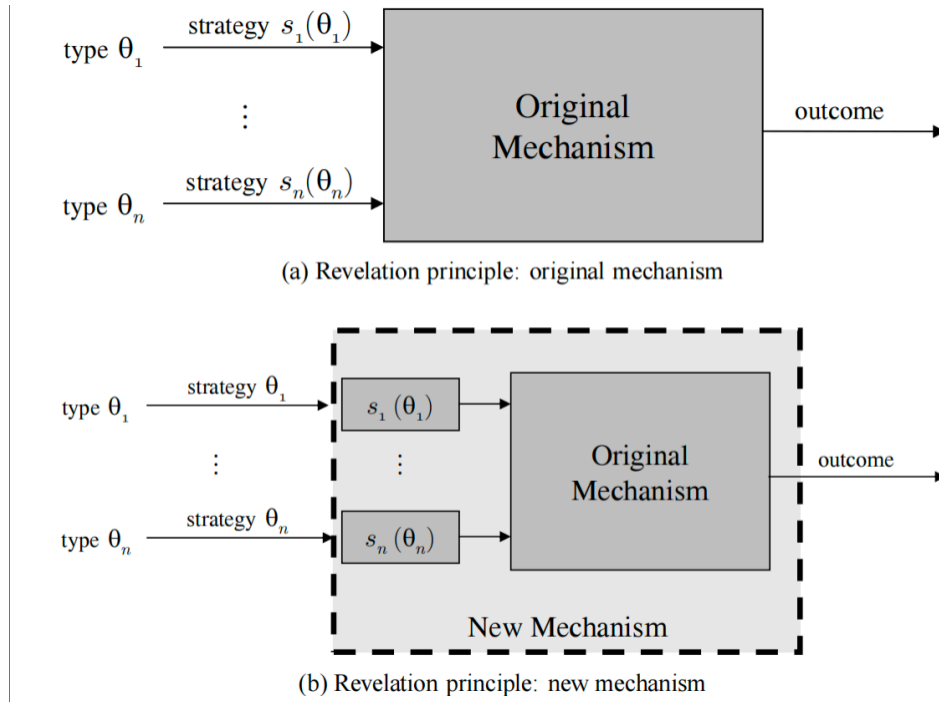 strategy s₁(θ₁)
type θ₁
⋮
Original
Mechanism
outcome
strategy sₙ(θₙ)
type θₙ
(a) Revelation principle: original mechanism
strategy θ₁
type θ₁
s₁ (θ₁)
⋮
⋮
Original
Mechanism
outcome
strategy θₙ
type θₙ
sₙ (θₙ)
New Mechanism
(b) Revelation principle: new mechanism